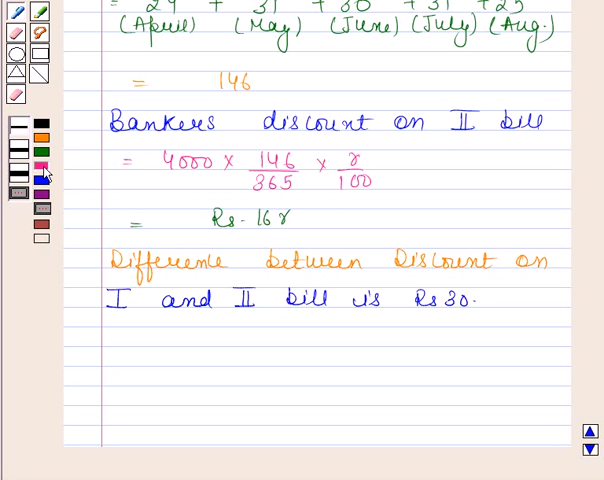 = 29 + 31 + 30 + 31 + 25
(April) (May) (June) (July) (Aug.)
= 146
Bankers discount on II bill
= 4000 × 146/365 × r/100
= Rs. 16r
Difference between Discount on
I and II bill is Rs 30.